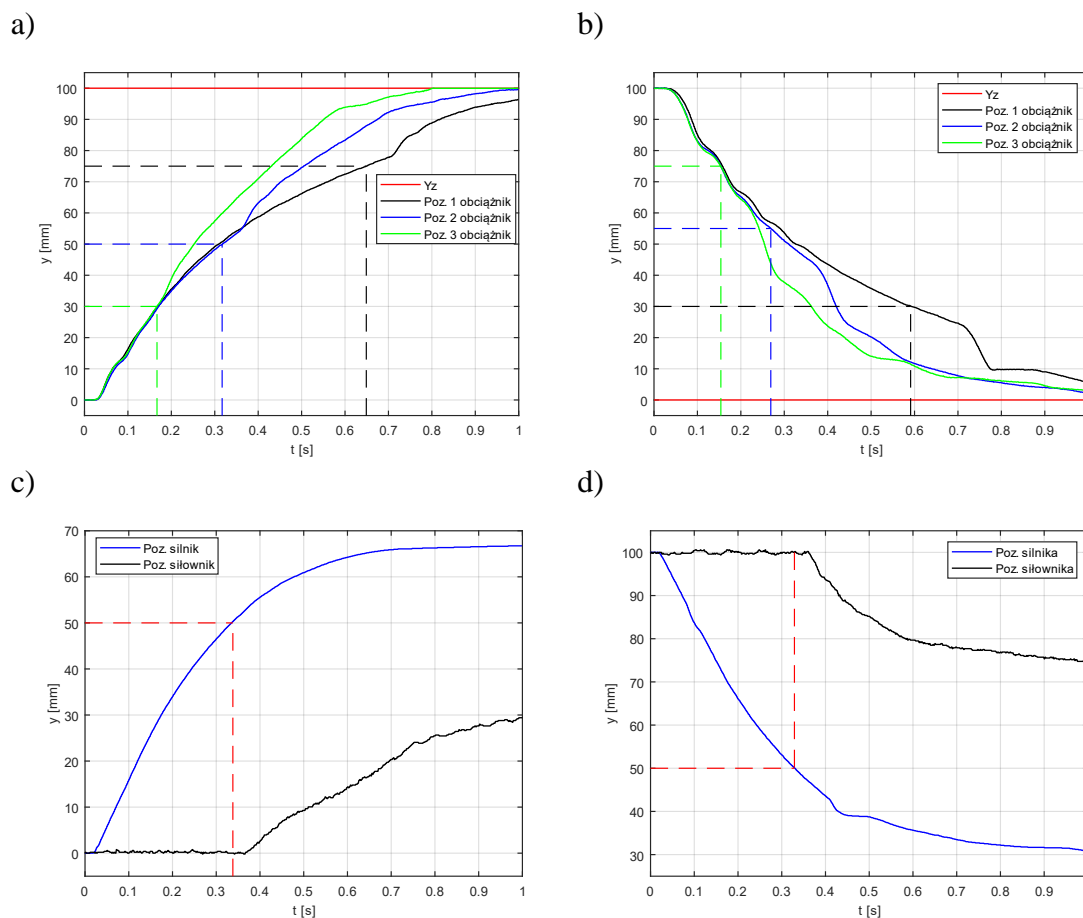 a)
100
90
80
70
60
50
40
30
20
10
0
y [mm]
0 0.1 0.2 0.3 0.4 0.5 0.6 0.7 0.8 0.9 1
t [s]
Yz
Poz. 1 obciążnik
Poz. 2 obciążnik
Poz. 3 obciążnik
b)
100
90
80
70
60
50
40
30
20
10
0
y [mm]
0 0.1 0.2 0.3 0.4 0.5 0.6 0.7 0.8 0.9
t [s]
Yz
Poz. 1 obciążnik
Poz. 2 obciążnik
Poz. 3 obciążnik
c)
70
60
50
40
30
20
10
0
y [mm]
0 0.1 0.2 0.3 0.4 0.5 0.6 0.7 0.8 0.9 1
t [s]
Poz. silnik
Poz. siłownik
d)
100
90
80
70
60
50
40
30
y [mm]
0 0.1 0.2 0.3 0.4 0.5 0.6 0.7 0.8 0.9
t [s]
Poz. silnika
Poz. siłownika